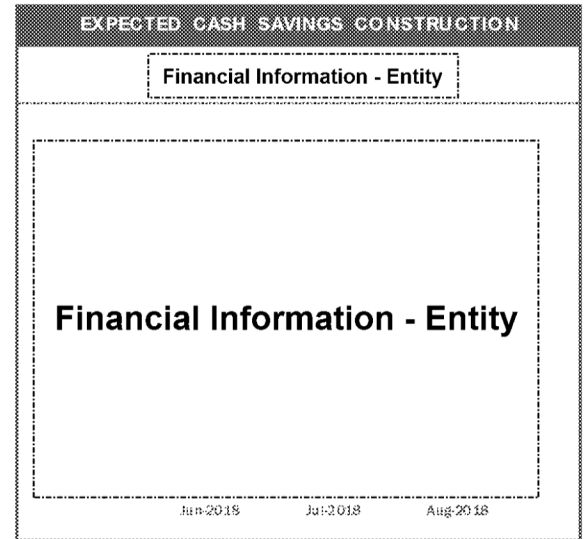 EXPECTED CASH SAVINGS CONSTRUCTION
Financial Information - Entity
Financial Information - Entity
Jun-2018 Jul-2018 Aug-2018